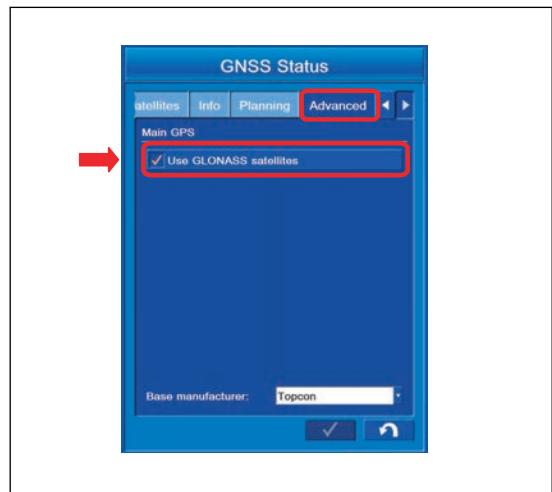 GNSS Status
atellites Info Planning Advanced
Main GPS
Use GLONASS satellites
Base manufacturer: Topcon